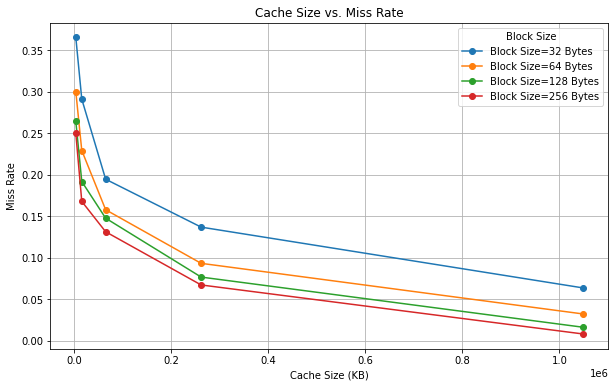 Cache Size vs. Miss Rate
Block Size
Block Size=32 Bytes
Block Size=64 Bytes
Block Size=128 Bytes
Block Size=256 Bytes
Miss Rate
0.35
0.30
0.25
0.20
0.15
0.10
0.05
0.00
0.0 0.2 0.4 0.6 0.8 1.0
1e6
Cache Size (KB)